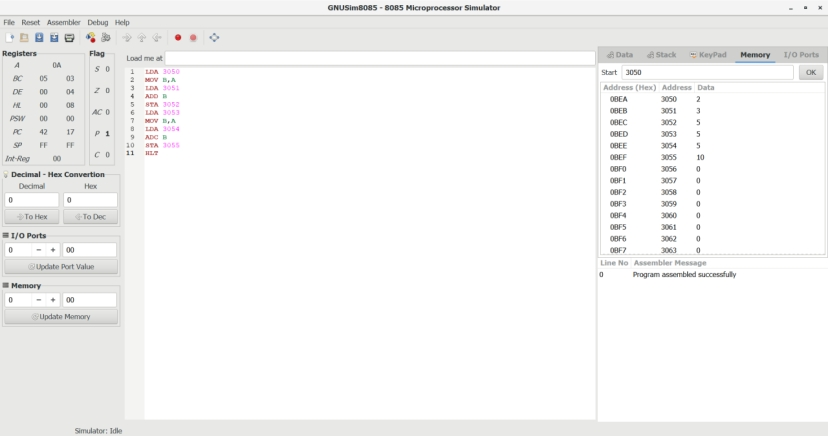 GNUSim8085 - 8085 Microprocessor Simulator
File Reset Assembler Debug Help
Registers
A 0A
BC 05 03
DE 00 04
HL 00 08
PSW 00 00
PC 42 17
SP FF FF
Int-Reg 00
Flag
S 0
Z 0
AC 0
P 1
C 0
Decimal - Hex Convertion
Decimal Hex
0 0
To Hex To Dec
I/O Ports
0 - + 00
Update Port Value
Memory
0 - + 00
Update Memory
Load me at
1 LDA 3050
2 MOV B,A
3 LDA 3051
4 ADD B
5 STA 3052
6 LDA 3053
7 MOV B,A
8 LDA 3054
9 ADC B
10 STA 3055
11 HLT
Data Stack KeyPad Memory I/O Ports
Start 3050 OK
Address (Hex) Address Data
0BEA 3050 2
0BEB 3051 3
0BEC 3052 5
0BED 3053 5
0BEE 3054 5
0BEF 3055 10
0BF0 3056 0
0BF1 3057 0
0BF2 3058 0
0BF3 3059 0
0BF4 3060 0
0BF5 3061 0
0BF6 3062 0
0BF7 3063 0
Line No Assembler Message
0 Program assembled successfully
Simulator: Idle